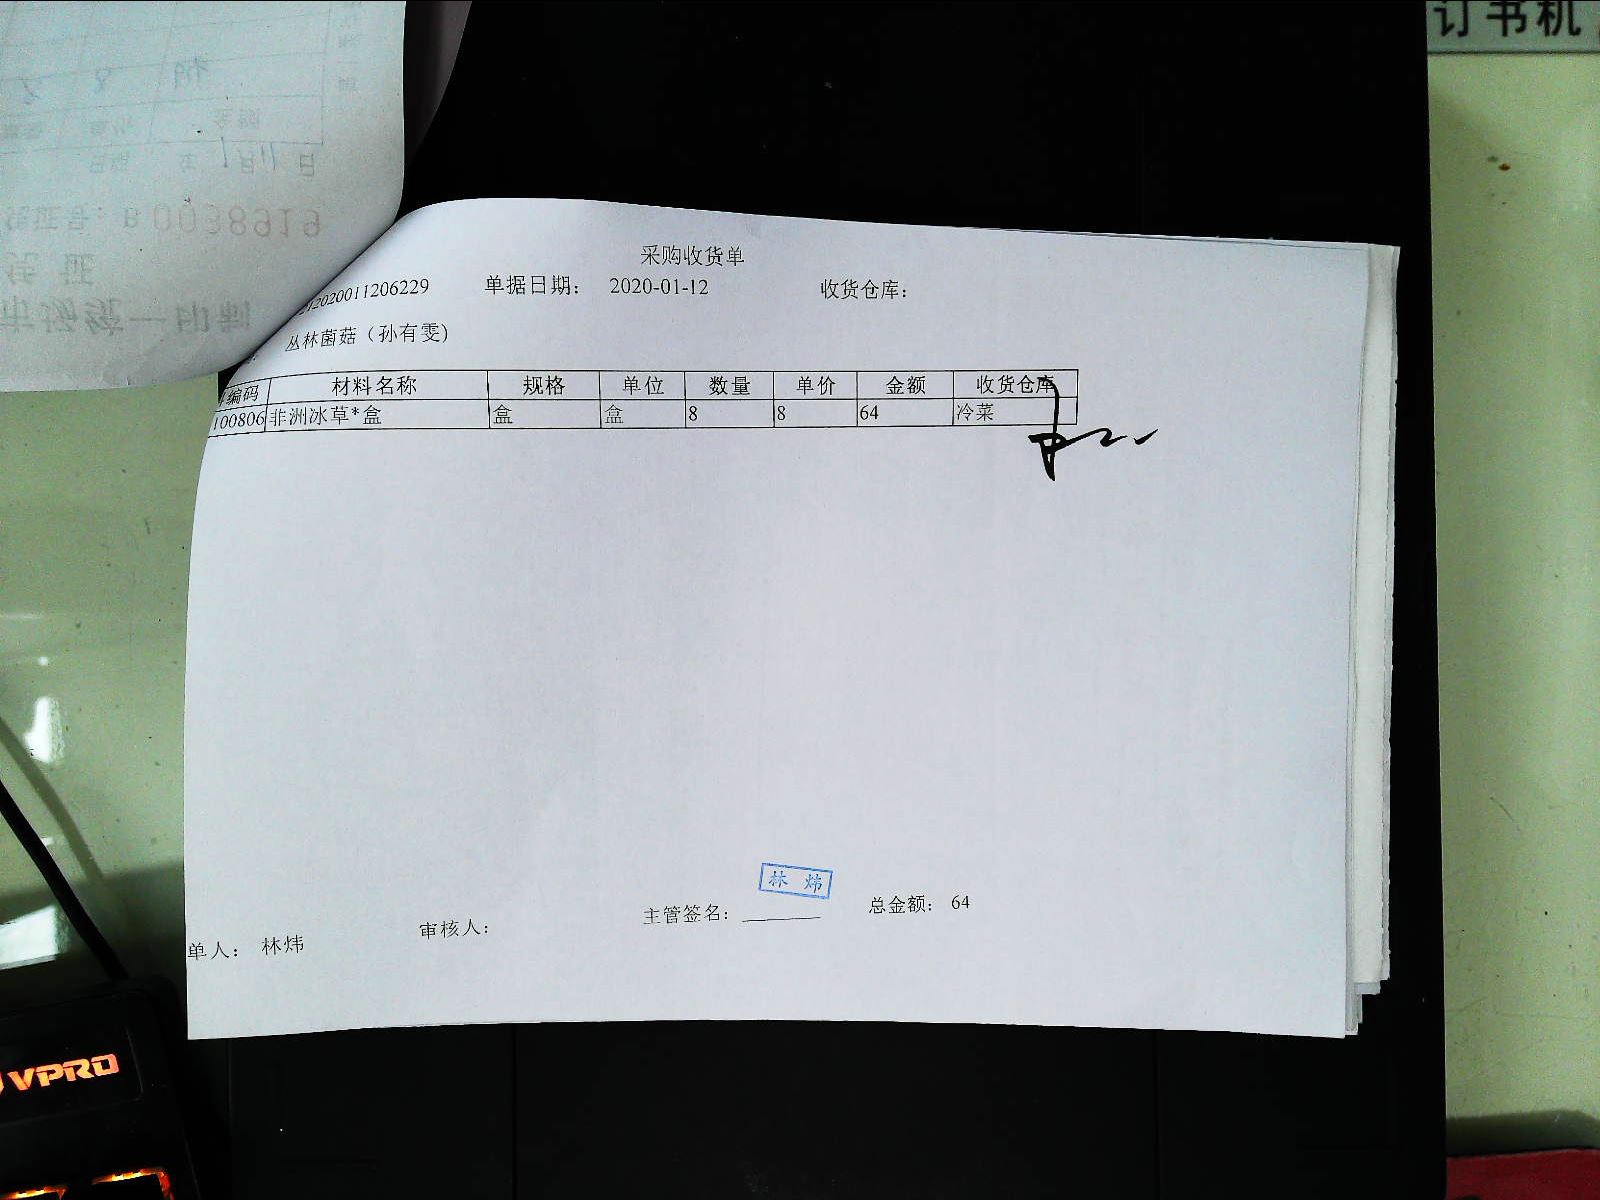 订书机
0038919
采购收货单
2020011206229 单据日期： 2020-01-12 收货仓库：
丛林菌菇（孙有雯）
编码 材料名称 规格 单位 数量 单价 金额 收货仓库
100806 非洲冰草*盒 盒 盒 8 8 64 冷菜
林炜
单人： 林炜 审核人： 主管签名： 总金额： 64
VPRO